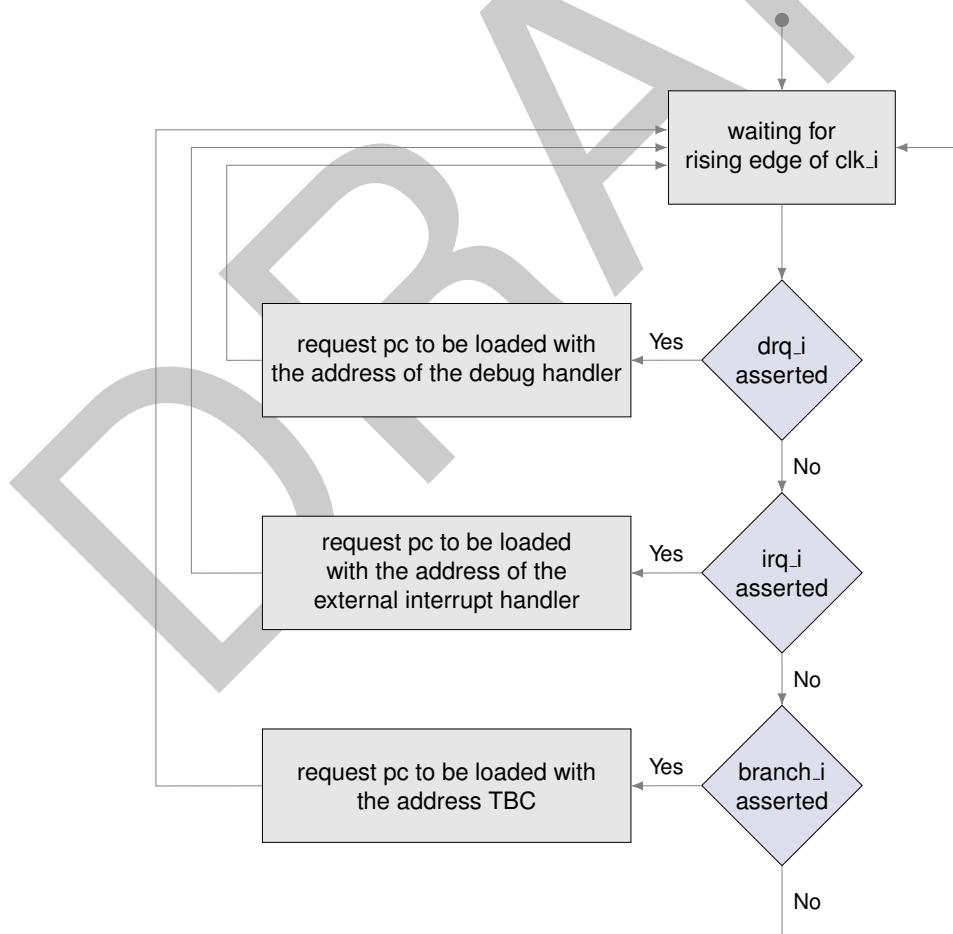 waiting for
rising edge of clk_i
drq_i
asserted
Yes
request pc to be loaded with
the address of the debug handler
No
irq_i
asserted
Yes
request pc to be loaded
with the address of the
external interrupt handler
No
branch_i
asserted
Yes
request pc to be loaded with
the address TBC
No
DRA